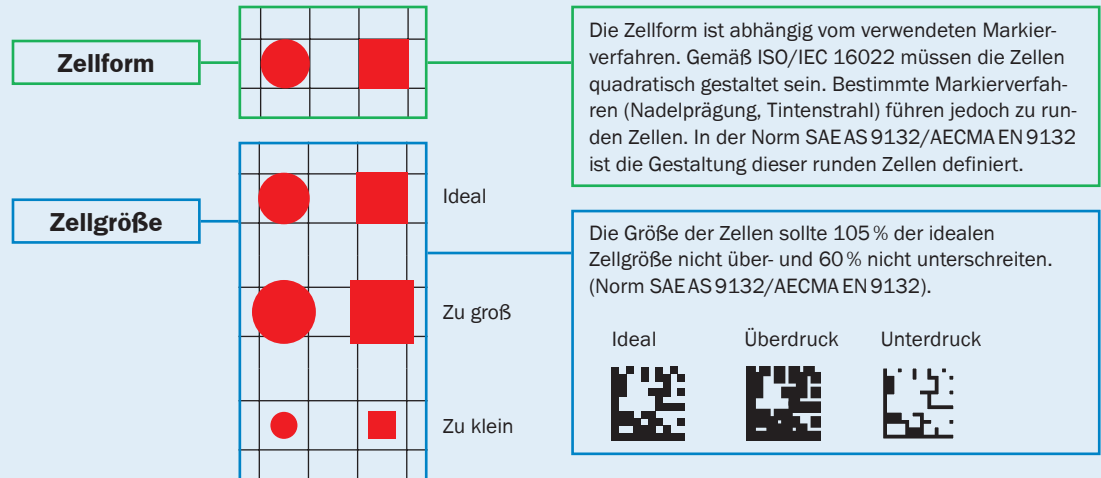 Zellform
Die Zellform ist abhängig vom verwendeten Markier-
verfahren. Gemäß ISO/IEC 16022 müssen die Zellen
quadratisch gestaltet sein. Bestimmte Markierverfah-
ren (Nadelprägung, Tintenstrahl) führen jedoch zu run-
den Zellen. In der Norm SAE AS 9132/AECMA EN 9132
ist die Gestaltung dieser runden Zellen definiert.
Zellgröße
Ideal
Zu groß
Zu klein
Die Größe der Zellen sollte 105 % der idealen
Zellgröße nicht über- und 60 % nicht unterschreiten.
(Norm SAE AS 9132/AECMA EN 9132).
Ideal Überdruck Unterdruck